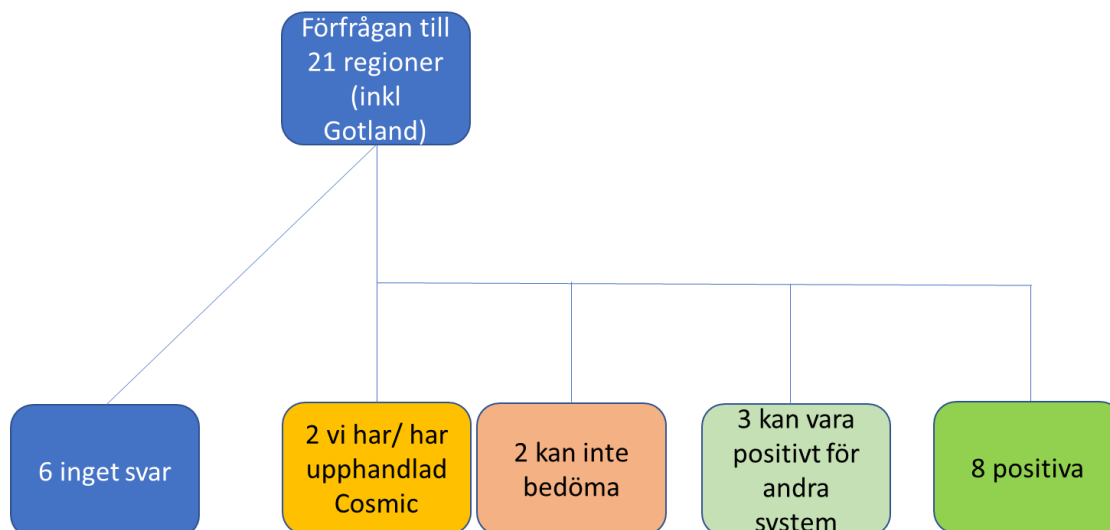 Förfrågan till
21 regioner
(inkl
Gotland)
6 inget svar
2 vi har/ har
upphandlad
Cosmic
2 kan inte
bedöma
3 kan vara
positivt för
andra
system
8 positiva